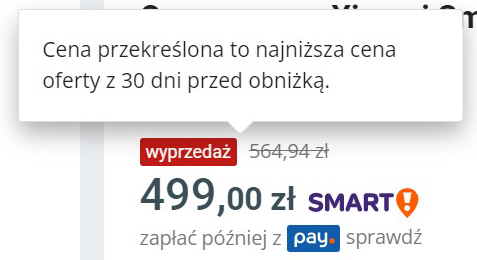 Cena przekreślona to najniższa cena
oferty z 30 dni przed obniżką.
wyprzedaż 564,94 zł
499,00 zł SMART!
zapłać później z pay. sprawdź